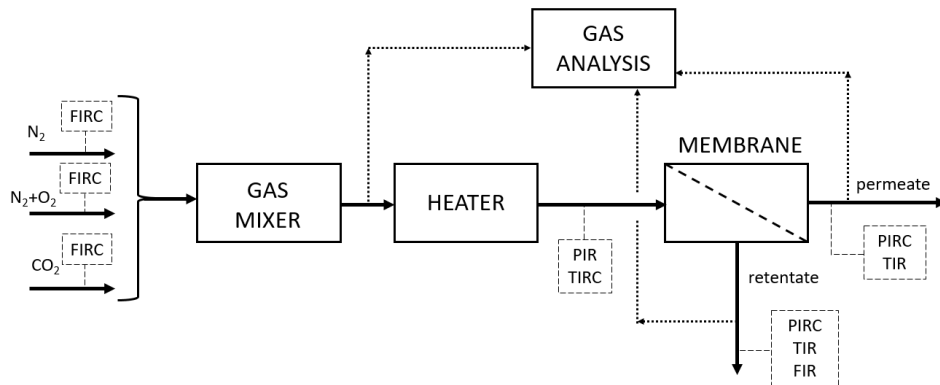 GAS
ANALYSIS
FIRC
N₂
FIRC
N₂+O₂
FIRC
CO₂
GAS
MIXER
HEATER
PIR
TIRC
MEMBRANE
permeate
PIRC
TIR
retentate
PIRC
TIR
FIR